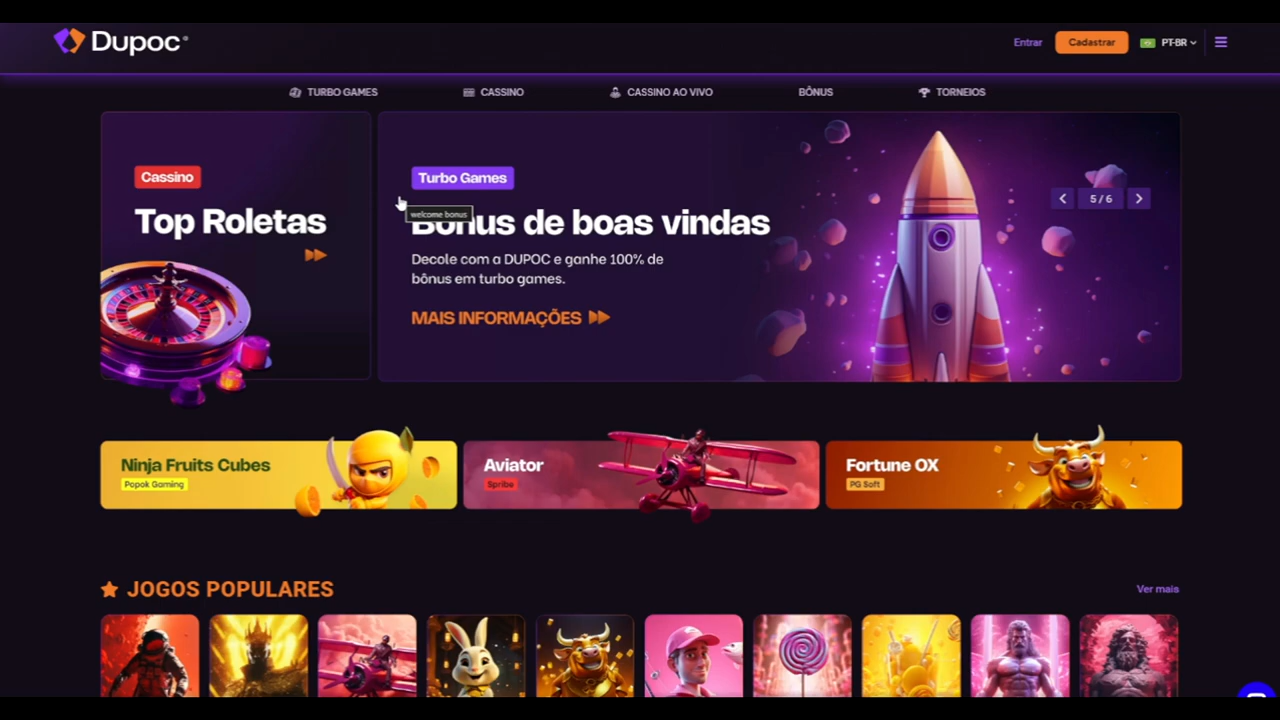 Dupoc
Entrar
Cadastrar
PT-BR
TURBO GAMES
CASSINO
CASSINO AO VIVO
BÔNUS
TORNEIOS
Cassino
Top Roletas
Turbo Games
welcome bonus
Bônus de boas vindas
Decole com a DUPOC e ganhe 100% de
bônus em turbo games.
MAIS INFORMAÇÕES
5 / 6
Ninja Fruits Cubes
Popok Gaming
Aviator
Spribe
Fortune OX
PG Soft
JOGOS POPULARES
Ver mais